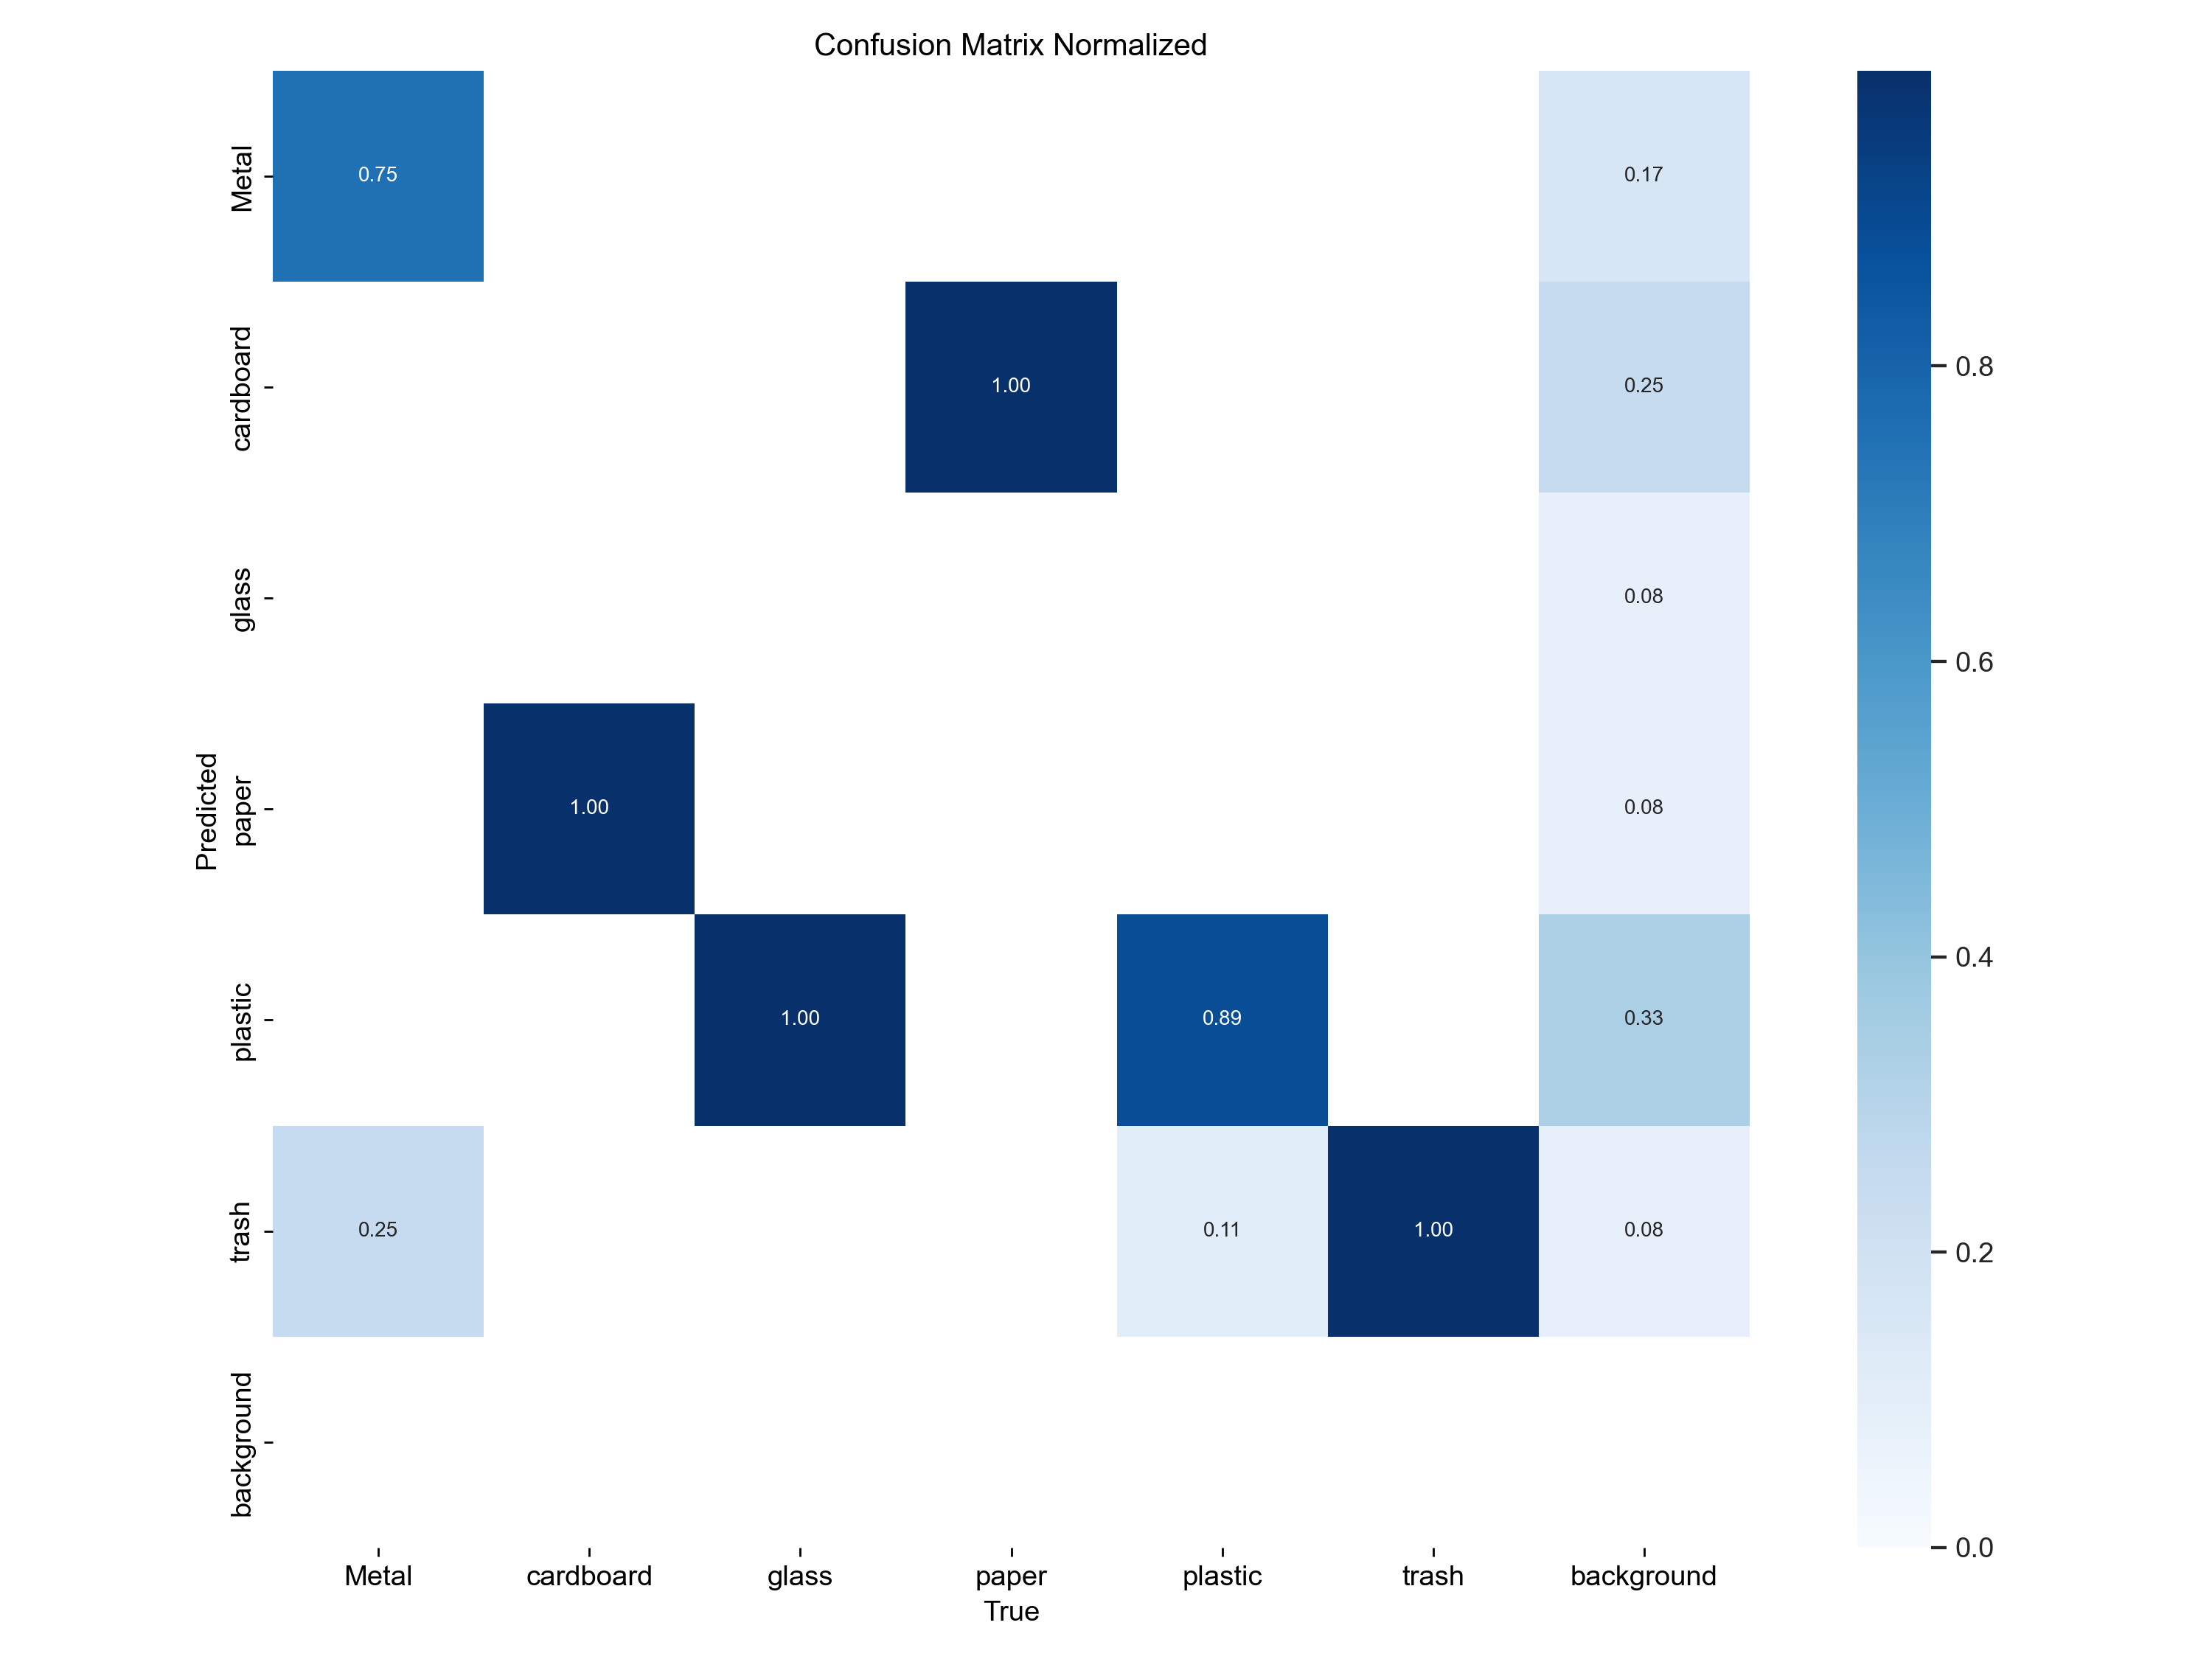 Confusion Matrix Normalized
Metal
0.75
0.17
cardboard
1.00
0.25
0.8
glass
0.08
0.6
Predicted
paper
1.00
0.08
plastic
1.00
0.89
0.33
0.4
trash
0.25
0.11
1.00
0.08
0.2
background
0.0
Metal cardboard glass paper plastic trash background
True